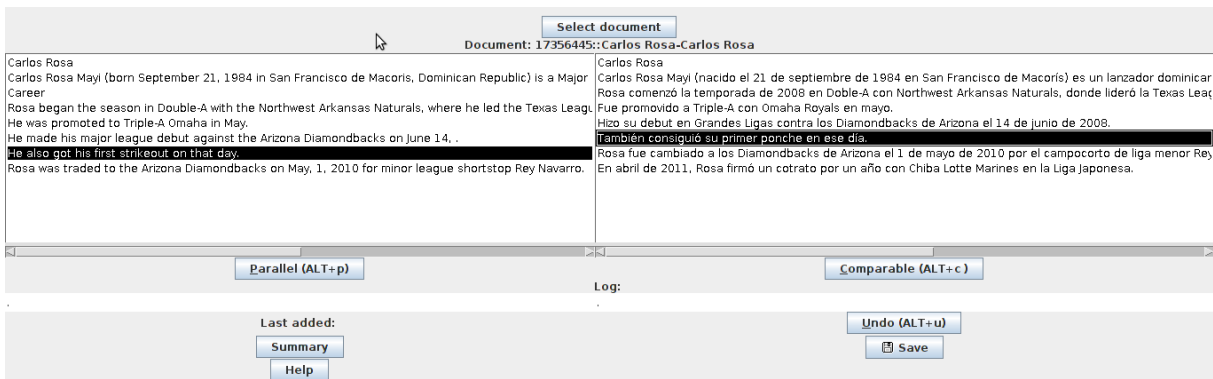 Select document
Document: 17356445::Carlos Rosa-Carlos Rosa
Carlos Rosa
Carlos Rosa Mayi (born September 21, 1984 in San Francisco de Macoris, Dominican Republic) is a Major
Career
Rosa began the season in Double-A with the Northwest Arkansas Naturals, where he led the Texas Leagu
He was promoted to Triple-A Omaha in May.
He made his major league debut against the Arizona Diamondbacks on June 14, .
He also got his first strikeout on that day.
Rosa was traded to the Arizona Diamondbacks on May, 1, 2010 for minor league shortstop Rey Navarro.
Carlos Rosa
Carlos Rosa Mayi (nacido el 21 de septiembre de 1984 en San Francisco de Macorís) es un lanzador dominicar
Rosa comenzó la temporada de 2008 en Doble-A con Northwest Arkansas Naturals, donde lideró la Texas Leag
Fue promovido a Triple-A con Omaha Royals en mayo.
Hizo su debut en Grandes Ligas contra los Diamondbacks de Arizona el 14 de junio de 2008.
También consiguió su primer ponche en ese día.
Rosa fue cambiado a los Diamondbacks de Arizona el 1 de mayo de 2010 por el campocorto de liga menor Rey
En abril de 2011, Rosa firmó un cotrato por un año con Chiba Lotte Marines en la Liga Japonesa.
Parallel (ALT+p)
Comparable (ALT+c )
Log:
.
.
Last added:
Undo (ALT+u)
Summary
Save
Help